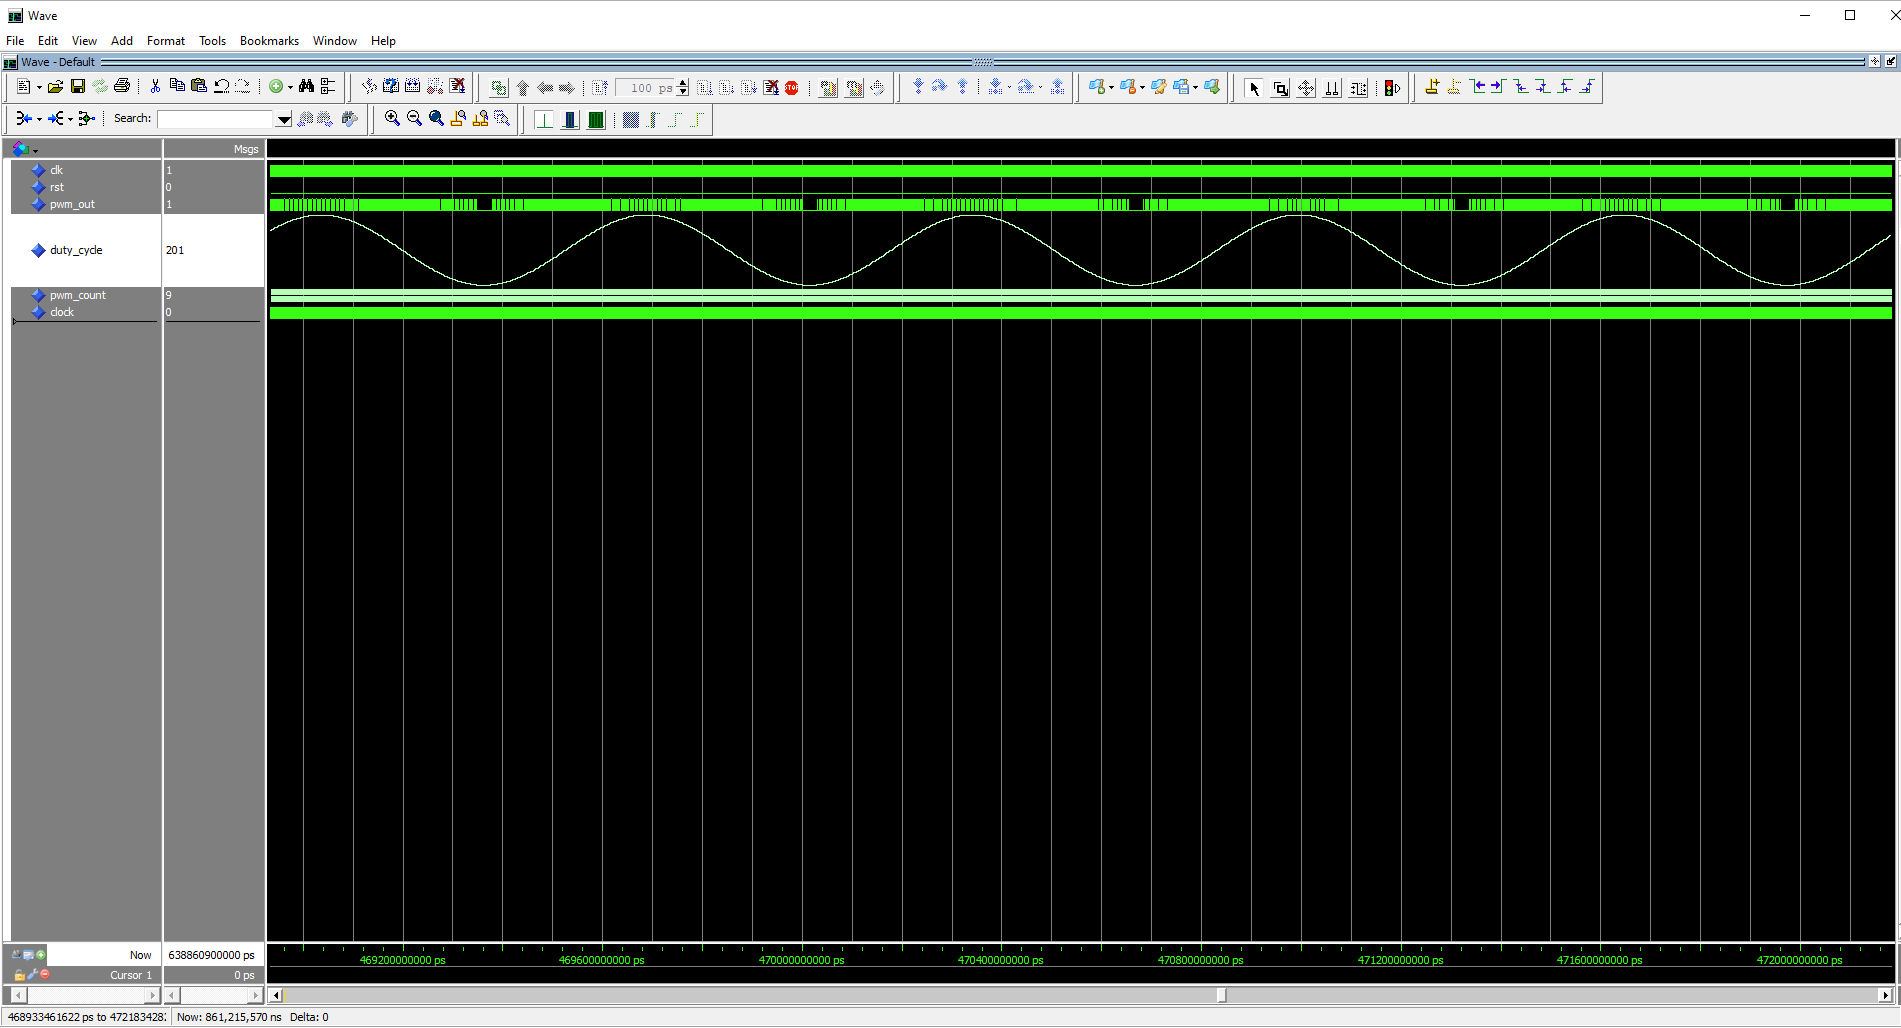 Wave
File Edit View Add Format Tools Bookmarks Window Help
Wave - Default
100 ps
STOP
Search:
Msgs
clk 1
rst 0
pwm_out 1
duty_cycle 201
pwm_count 9
clock 0
Now 638860900000 ps
469200000000 ps 469600000000 ps 470000000000 ps 470400000000 ps 470800000000 ps 471200000000 ps 471600000000 ps 472000000000 ps
Cursor 1 0 ps
468933461622 ps to 4721834282 Now: 861,215,570 ns Delta: 0